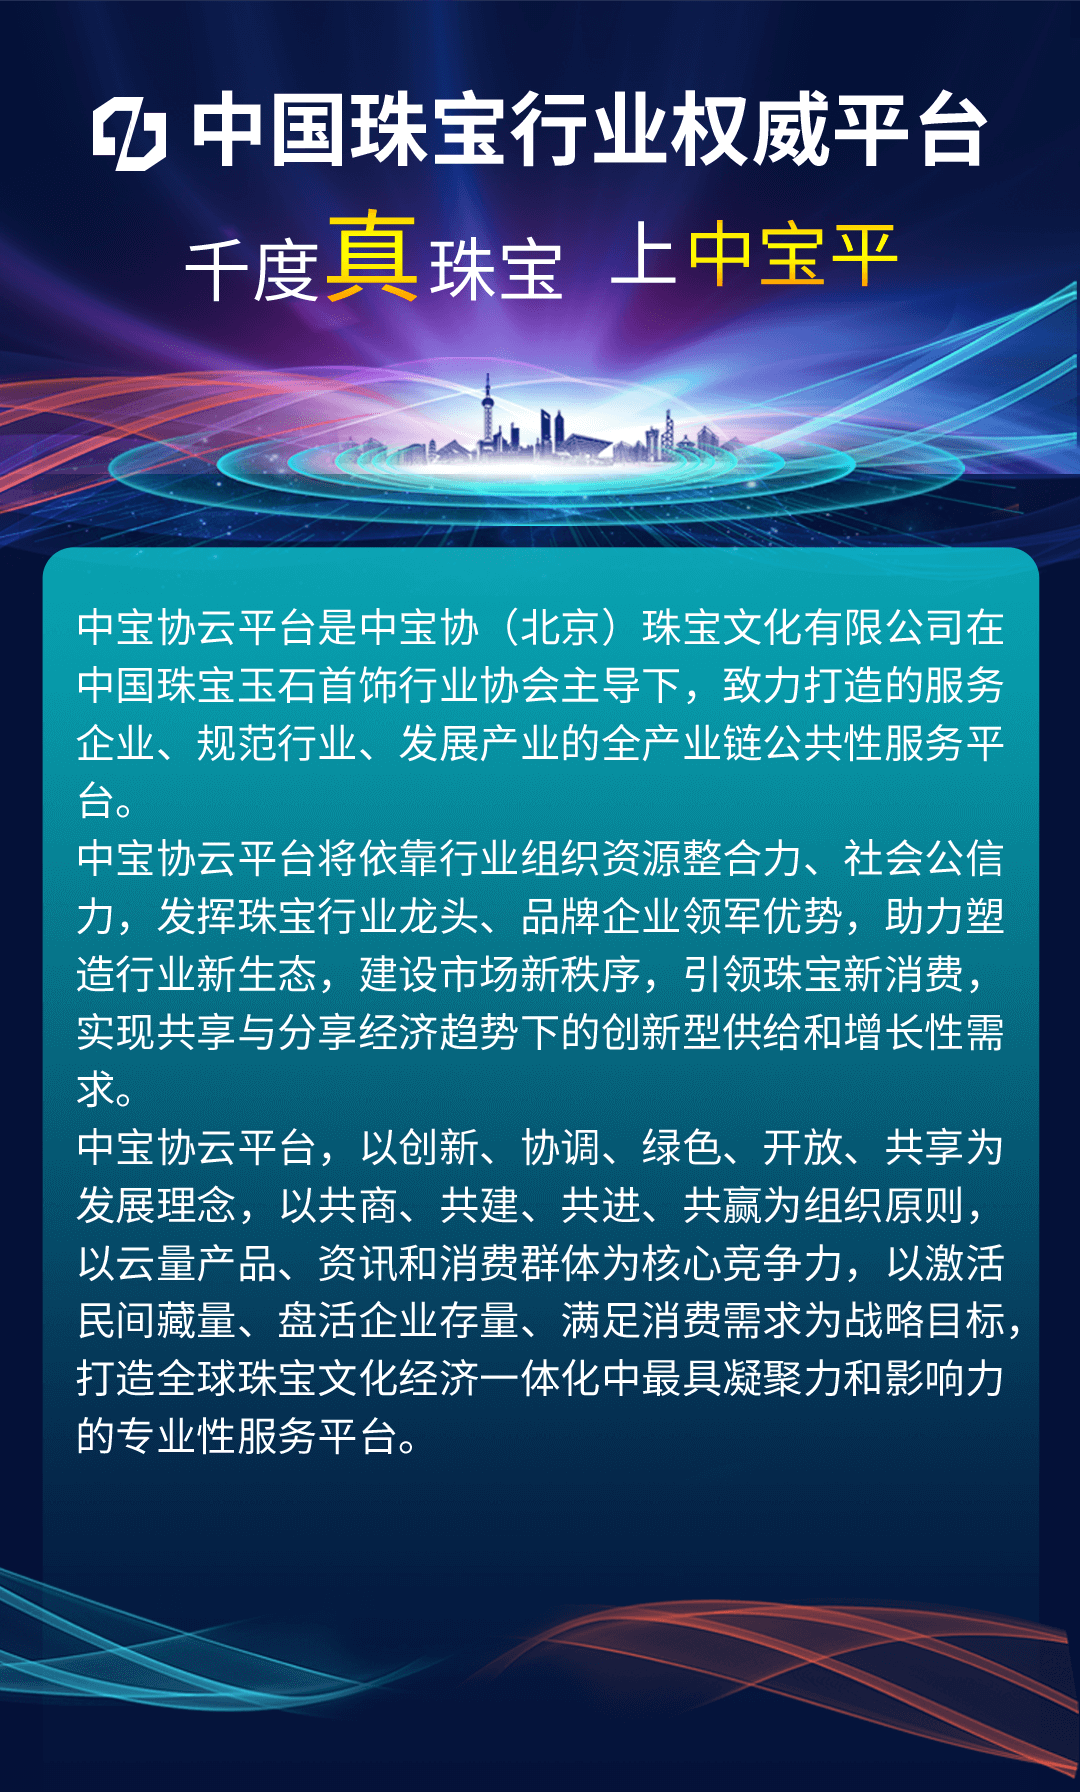 中国珠宝行业权威平台
千度真珠宝 上中宝平
中宝协云平台是中宝协（北京）珠宝文化有限公司在
中国珠宝玉石首饰行业协会主导下，致力打造的服务
企业、规范行业、发展产业的全产业链公共性服务平
台。
中宝协云平台将依靠行业组织资源整合力、社会公信
力，发挥珠宝行业龙头、品牌企业领军优势，助力塑
造行业新生态，建设市场新秩序，引领珠宝新消费，
实现共享与分享经济趋势下的创新型供给和增长性需
求。
中宝协云平台，以创新、协调、绿色、开放、共享为
发展理念，以共商、共建、共进、共赢为组织原则，
以云量产品、资讯和消费群体为核心竞争力，以激活
民间藏量、盘活企业存量、满足消费需求为战略目标，
打造全球珠宝文化经济一体化中最具凝聚力和影响力
的专业性服务平台。